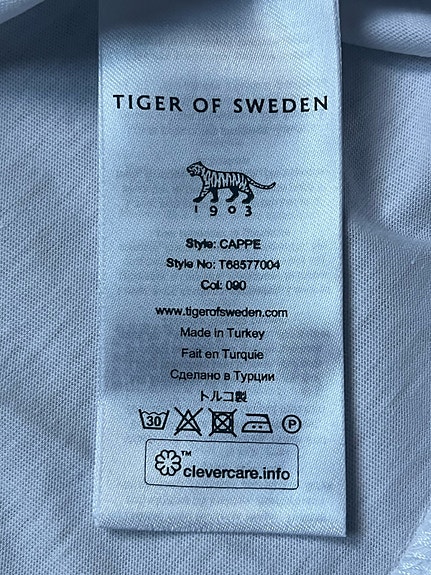 TIGER OF SWEDEN
1903
Style: CAPPE
Style No: T68577004
Col: 090
www.tigerofsweden.com
Made in Turkey
Fait en Turquie
Сделано в Турции
トルコ製
30 P
™
clevercare.info